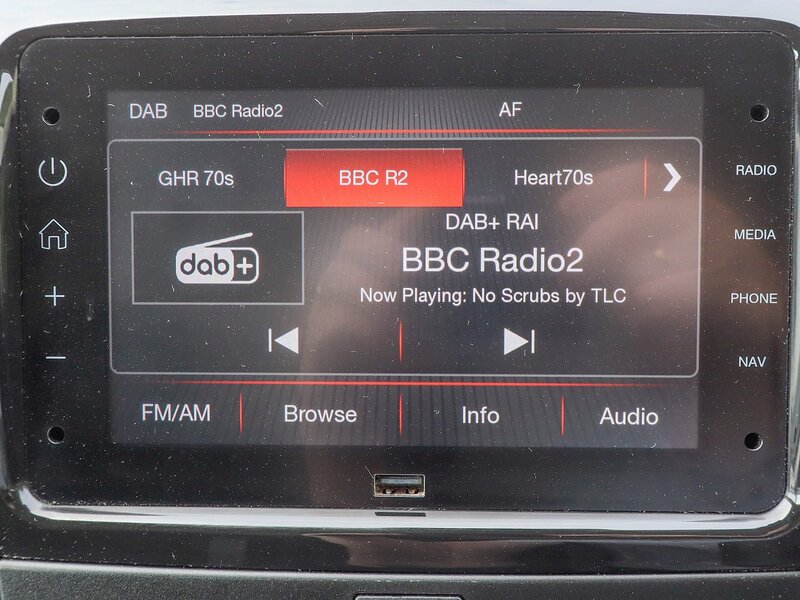 DAB BBC Radio2 AF
GHR 70s BBC R2 Heart70s
RADIO
DAB+ RAI
dab+
MEDIA
BBC Radio2
Now Playing: No Scrubs by TLC
PHONE
NAV
FM/AM Browse Info Audio